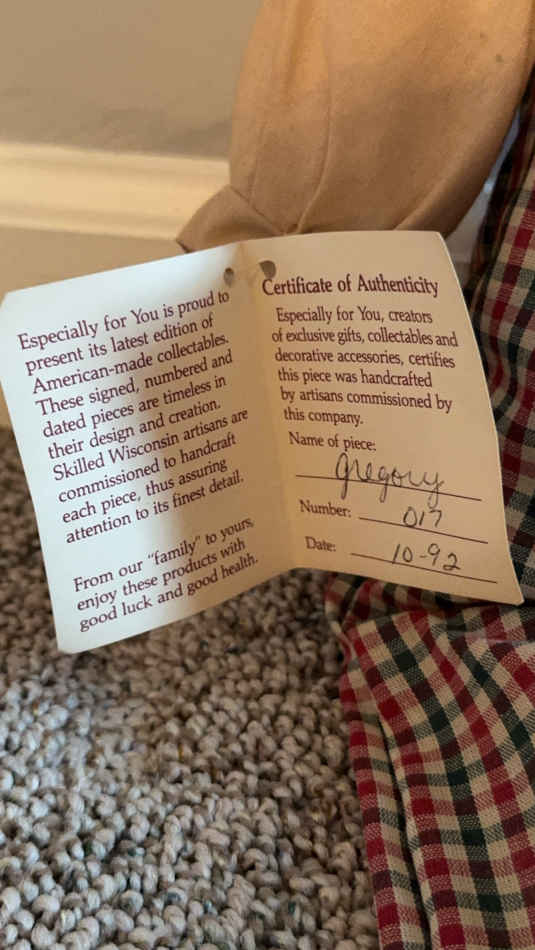 Especially for You is proud to
present its latest edition of
American-made collectables.
These signed, numbered and
dated pieces are timeless in
their design and creation.
Skilled Wisconsin artisans are
commissioned to handcraft
each piece, thus assuring
attention to its finest detail.
From our "family" to yours,
enjoy these products with
good luck and good health.
Certificate of Authenticity
Especially for You, creators
of exclusive gifts, collectables and
decorative accessories, certifies
this piece was handcrafted
by artisans commissioned by
this company.
Name of piece:
Gregory
Number: 017
Date: 10-92